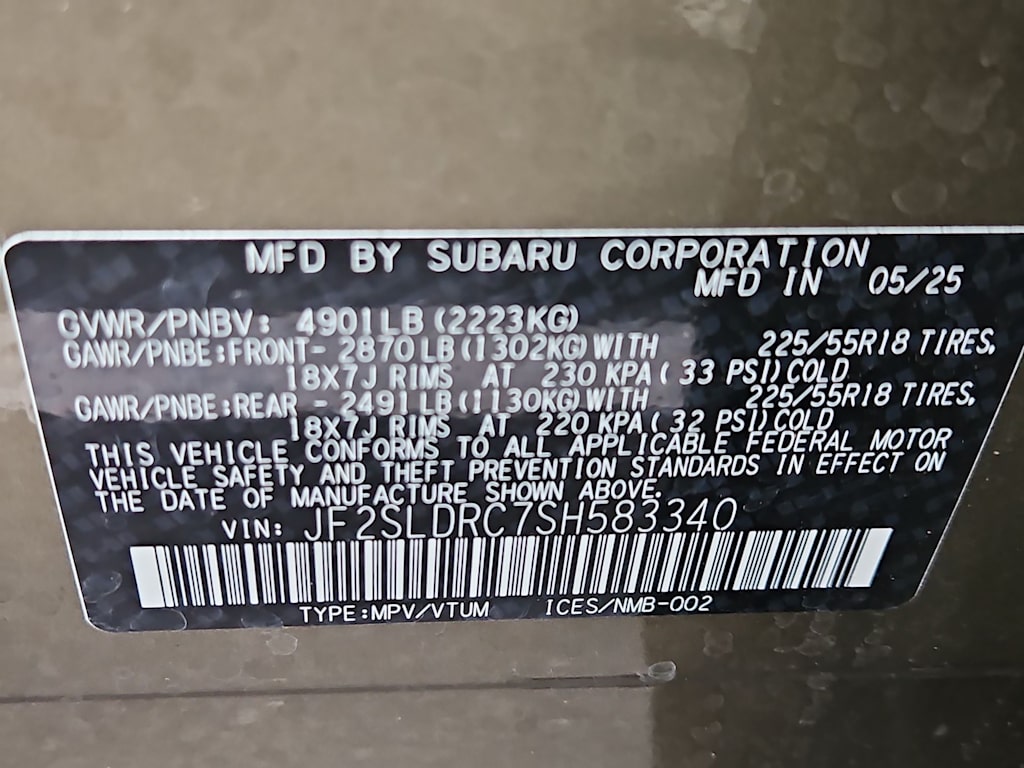 MFD BY SUBARU CORPORATION
MFD IN 05/25
GVWR/PNBV: 4901LB (2223KG)
GAWR/PNBE:FRONT- 2870LB(1302KG)WITH 225/55R18 TIRES,
18X7J RIMS AT 230 KPA( 33 PSI)COLD
GAWR/PNBE:REAR - 2491LB(1130KG)WITH 225/55R18 TIRES,
18X7J RIMS AT 220 KPA( 32 PSI)COLD
THIS VEHICLE CONFORMS TO ALL APPLICABLE FEDERAL MOTOR
VEHICLE SAFETY AND THEFT PREVENTION STANDARDS IN EFFECT ON
THE DATE OF MANUFACTURE SHOWN ABOVE.
VIN: JF2SLDRC7SH583340
TYPE:MPV/VTUM ICES/NMB-002